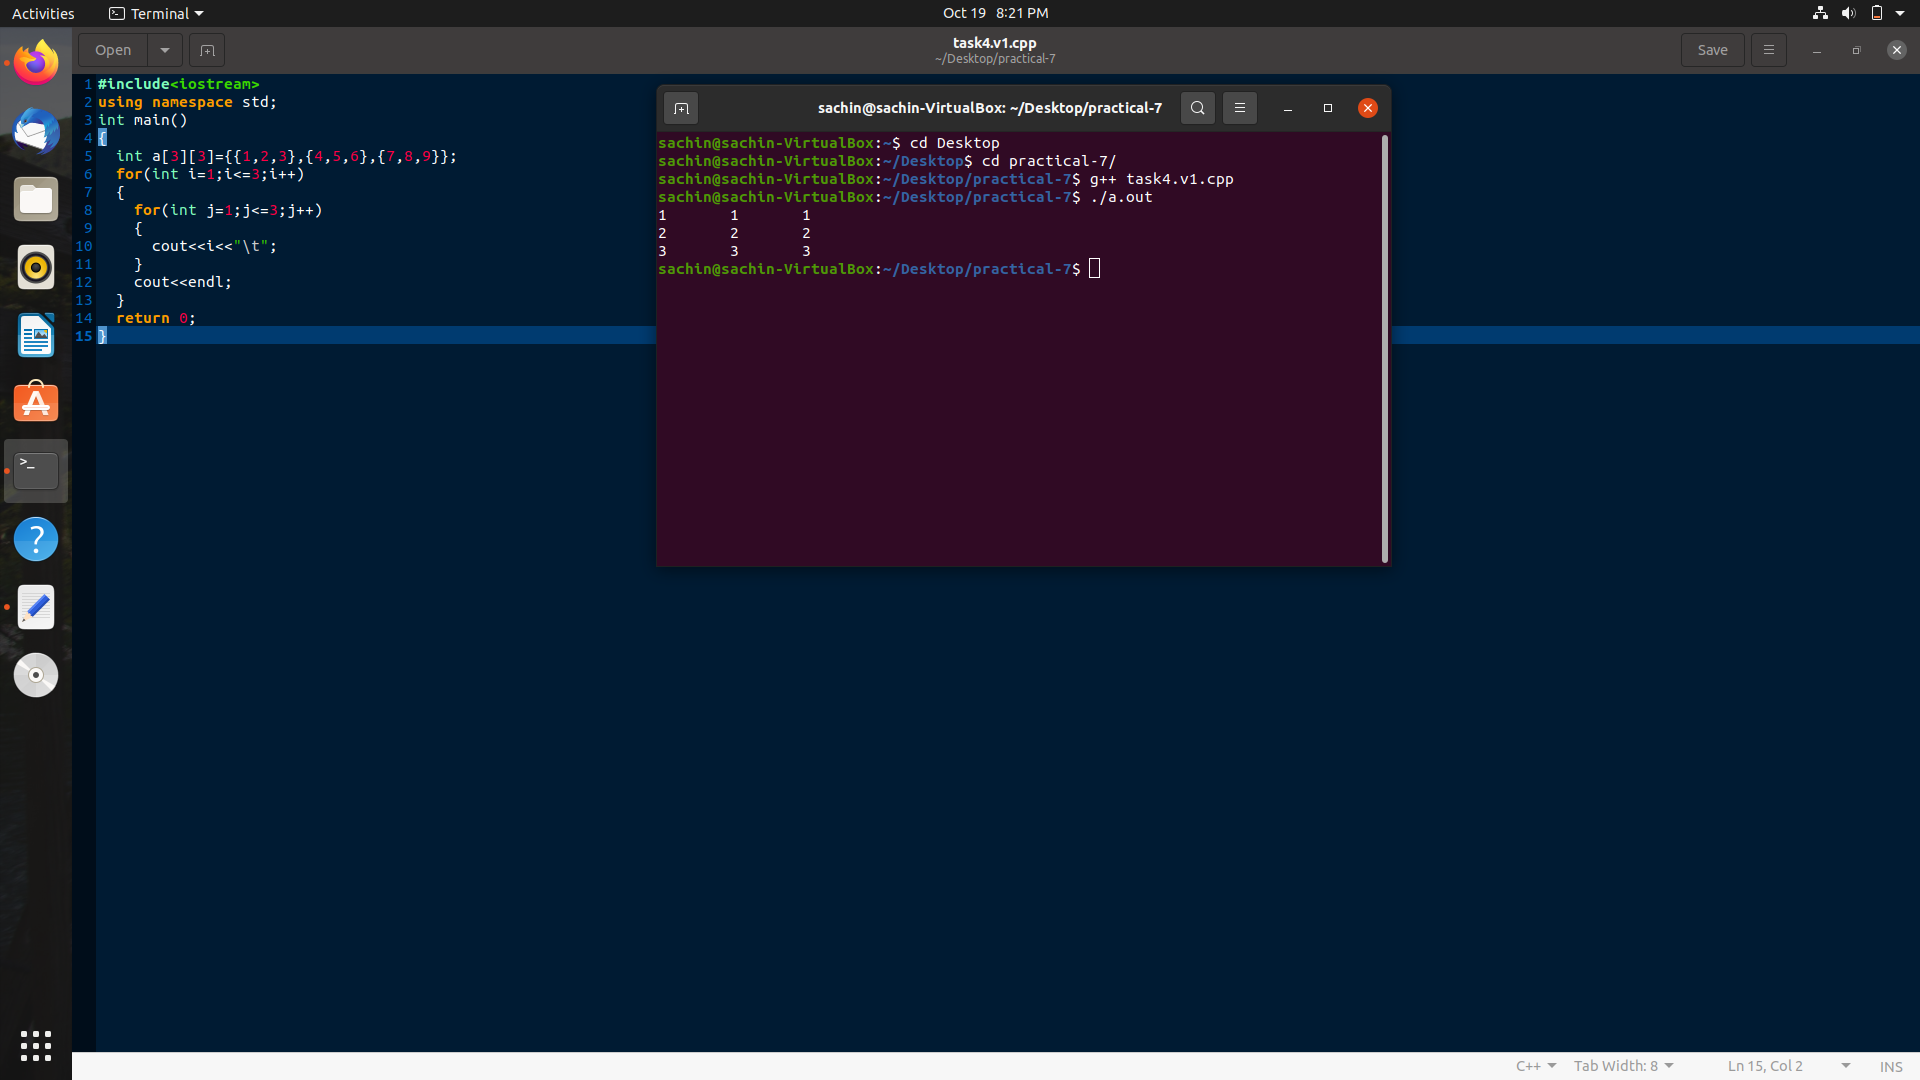 Activities Terminal Oct 19 8:21 PM
Open task4.v1.cpp Save
~/Desktop/practical-7
1 #include<iostream>
2 using namespace std;
3 int main()
4 {
5   int a[3][3]={{1,2,3},{4,5,6},{7,8,9}};
6   for(int i=1;i<=3;i++)
7   {
8     for(int j=1;j<=3;j++)
9     {
10       cout<<i<<"\t";
11     }
12     cout<<endl;
13   }
14   return 0;
15 }
sachin@sachin-VirtualBox: ~/Desktop/practical-7
sachin@sachin-VirtualBox:~$ cd Desktop
sachin@sachin-VirtualBox:~/Desktop$ cd practical-7/
sachin@sachin-VirtualBox:~/Desktop/practical-7$ g++ task4.v1.cpp
sachin@sachin-VirtualBox:~/Desktop/practical-7$ ./a.out
1 1 1
2 2 2
3 3 3
sachin@sachin-VirtualBox:~/Desktop/practical-7$
C++ Tab Width: 8 Ln 15, Col 2 INS